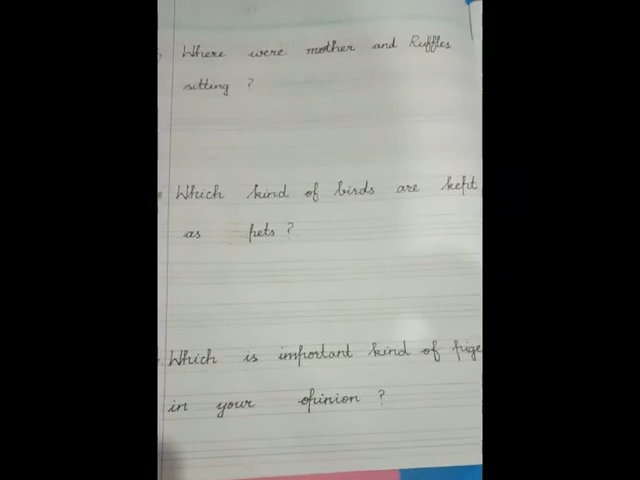 Where were mother and Ruffles
sitting ?
Which kind of birds are kept
as pets ?
Which is important kind of pige
in your opinion ?